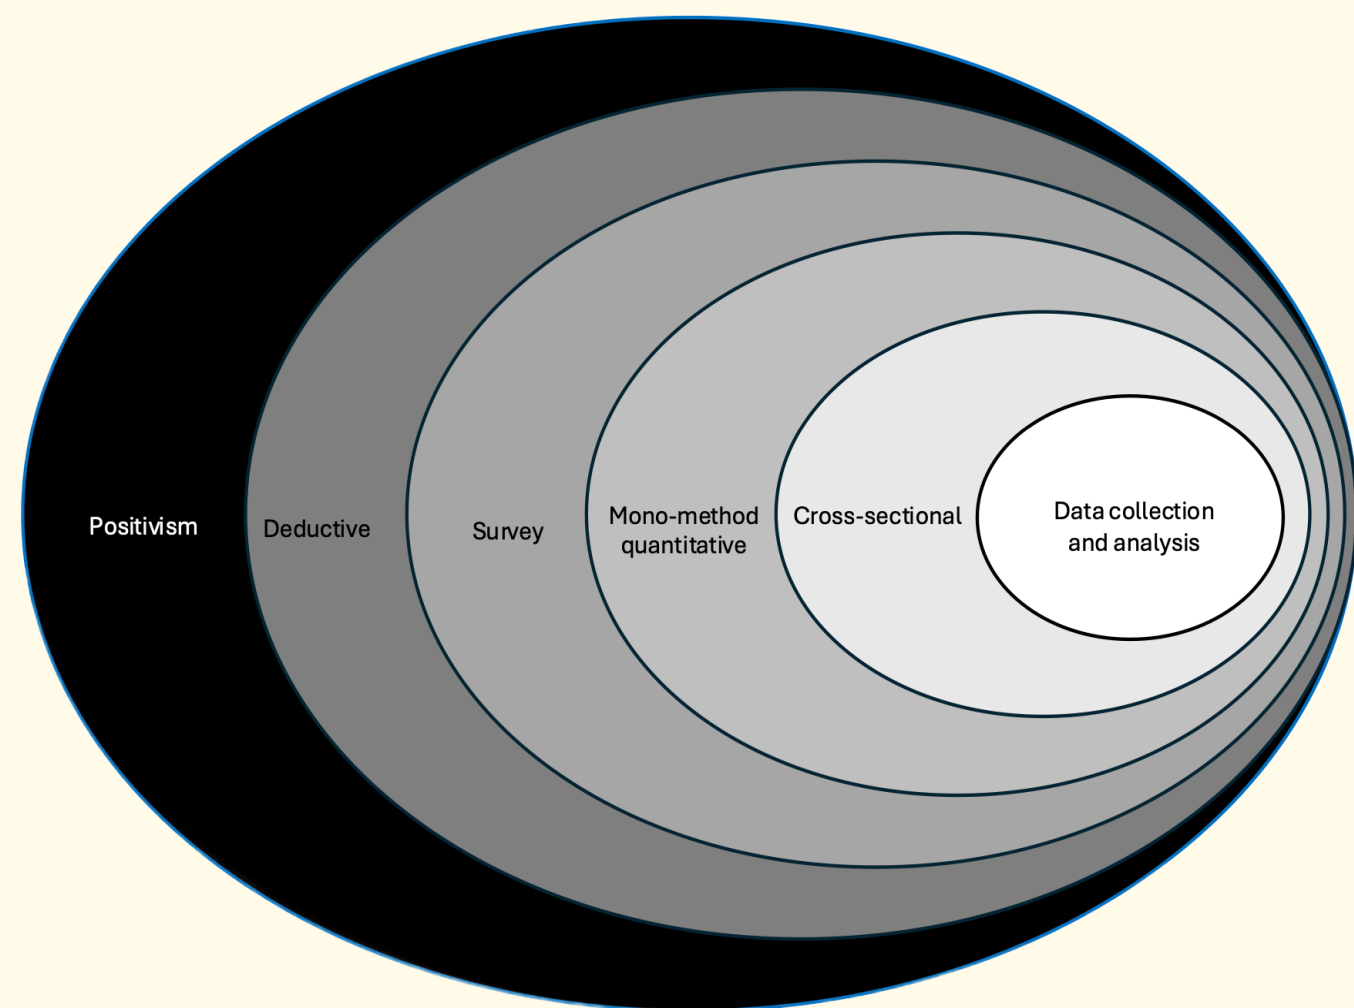 Positivism
Deductive
Survey
Mono-method
quantitative
Cross-sectional
Data collection
and analysis